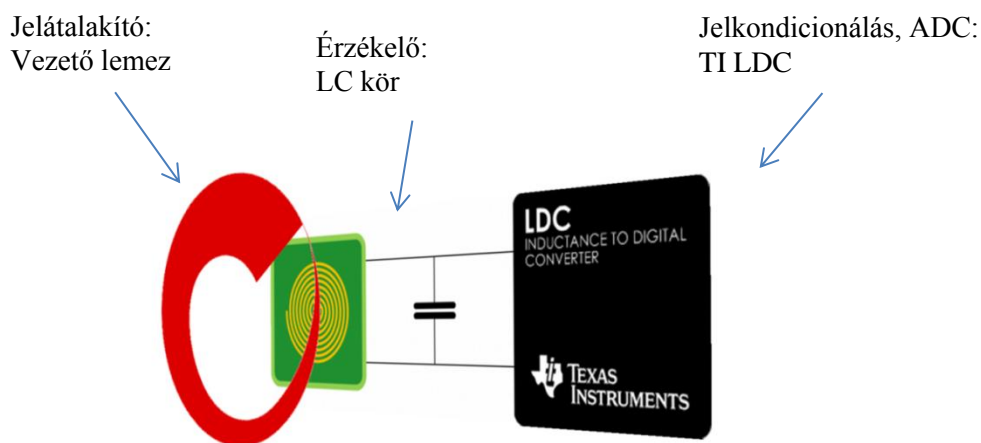 Jelátalakító:
Vezető lemez
Érzékelő:
LC kör
Jelkondicionálás, ADC:
TI LDC
LDC
INDUCTANCE TO DIGITAL
CONVERTER
TEXAS
INSTRUMENTS